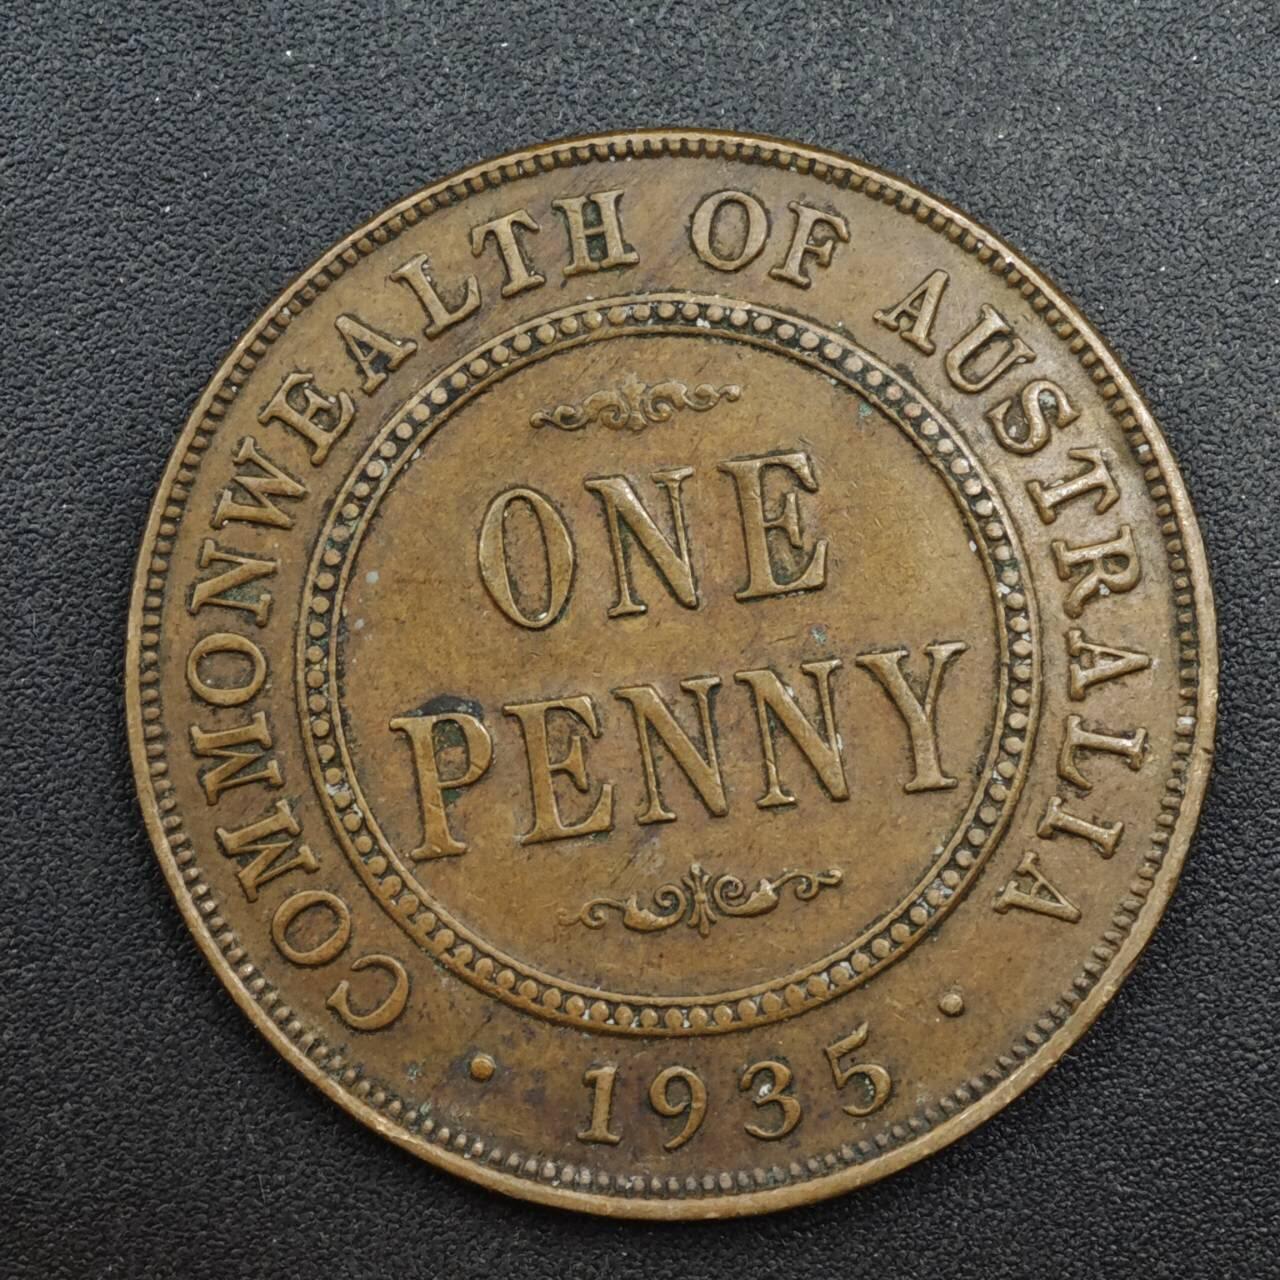 COMMONWEALTH OF AUSTRALIA
ONE
PENNY
· 1935 ·